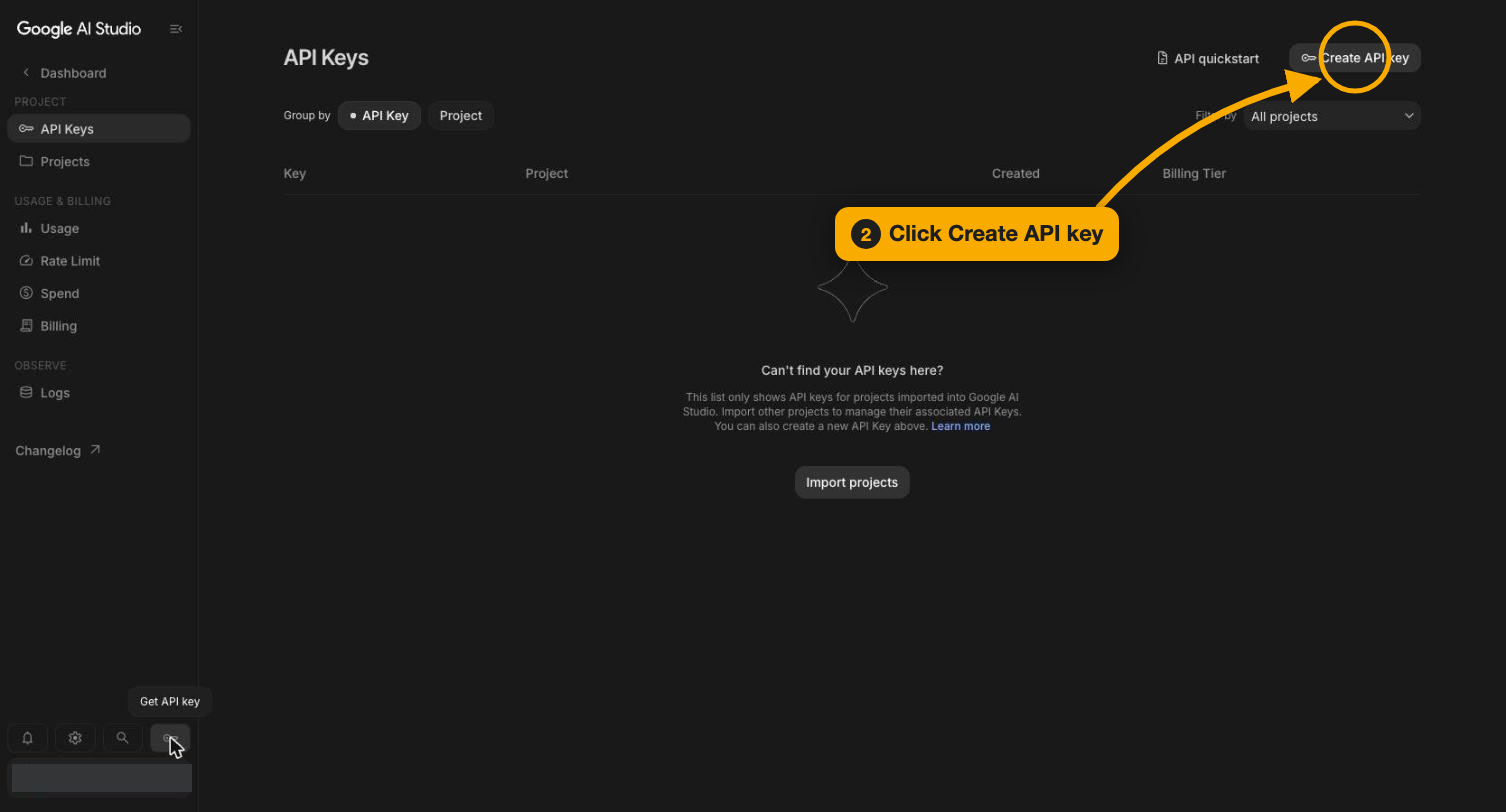 Google AI Studio
Dashboard
PROJECT
API Keys
Projects
USAGE & BILLING
Usage
Rate Limit
Spend
Billing
OBSERVE
Logs
Changelog
Get API key
API Keys
API quickstart
Create API key
Group by
API Key
Project
Filter by
All projects
Key
Project
Created
Billing Tier
2 Click Create API key
Can't find your API keys here?
This list only shows API keys for projects imported into Google AI
Studio. Import other projects to manage their associated API Keys.
You can also create a new API Key above. Learn more
Import projects